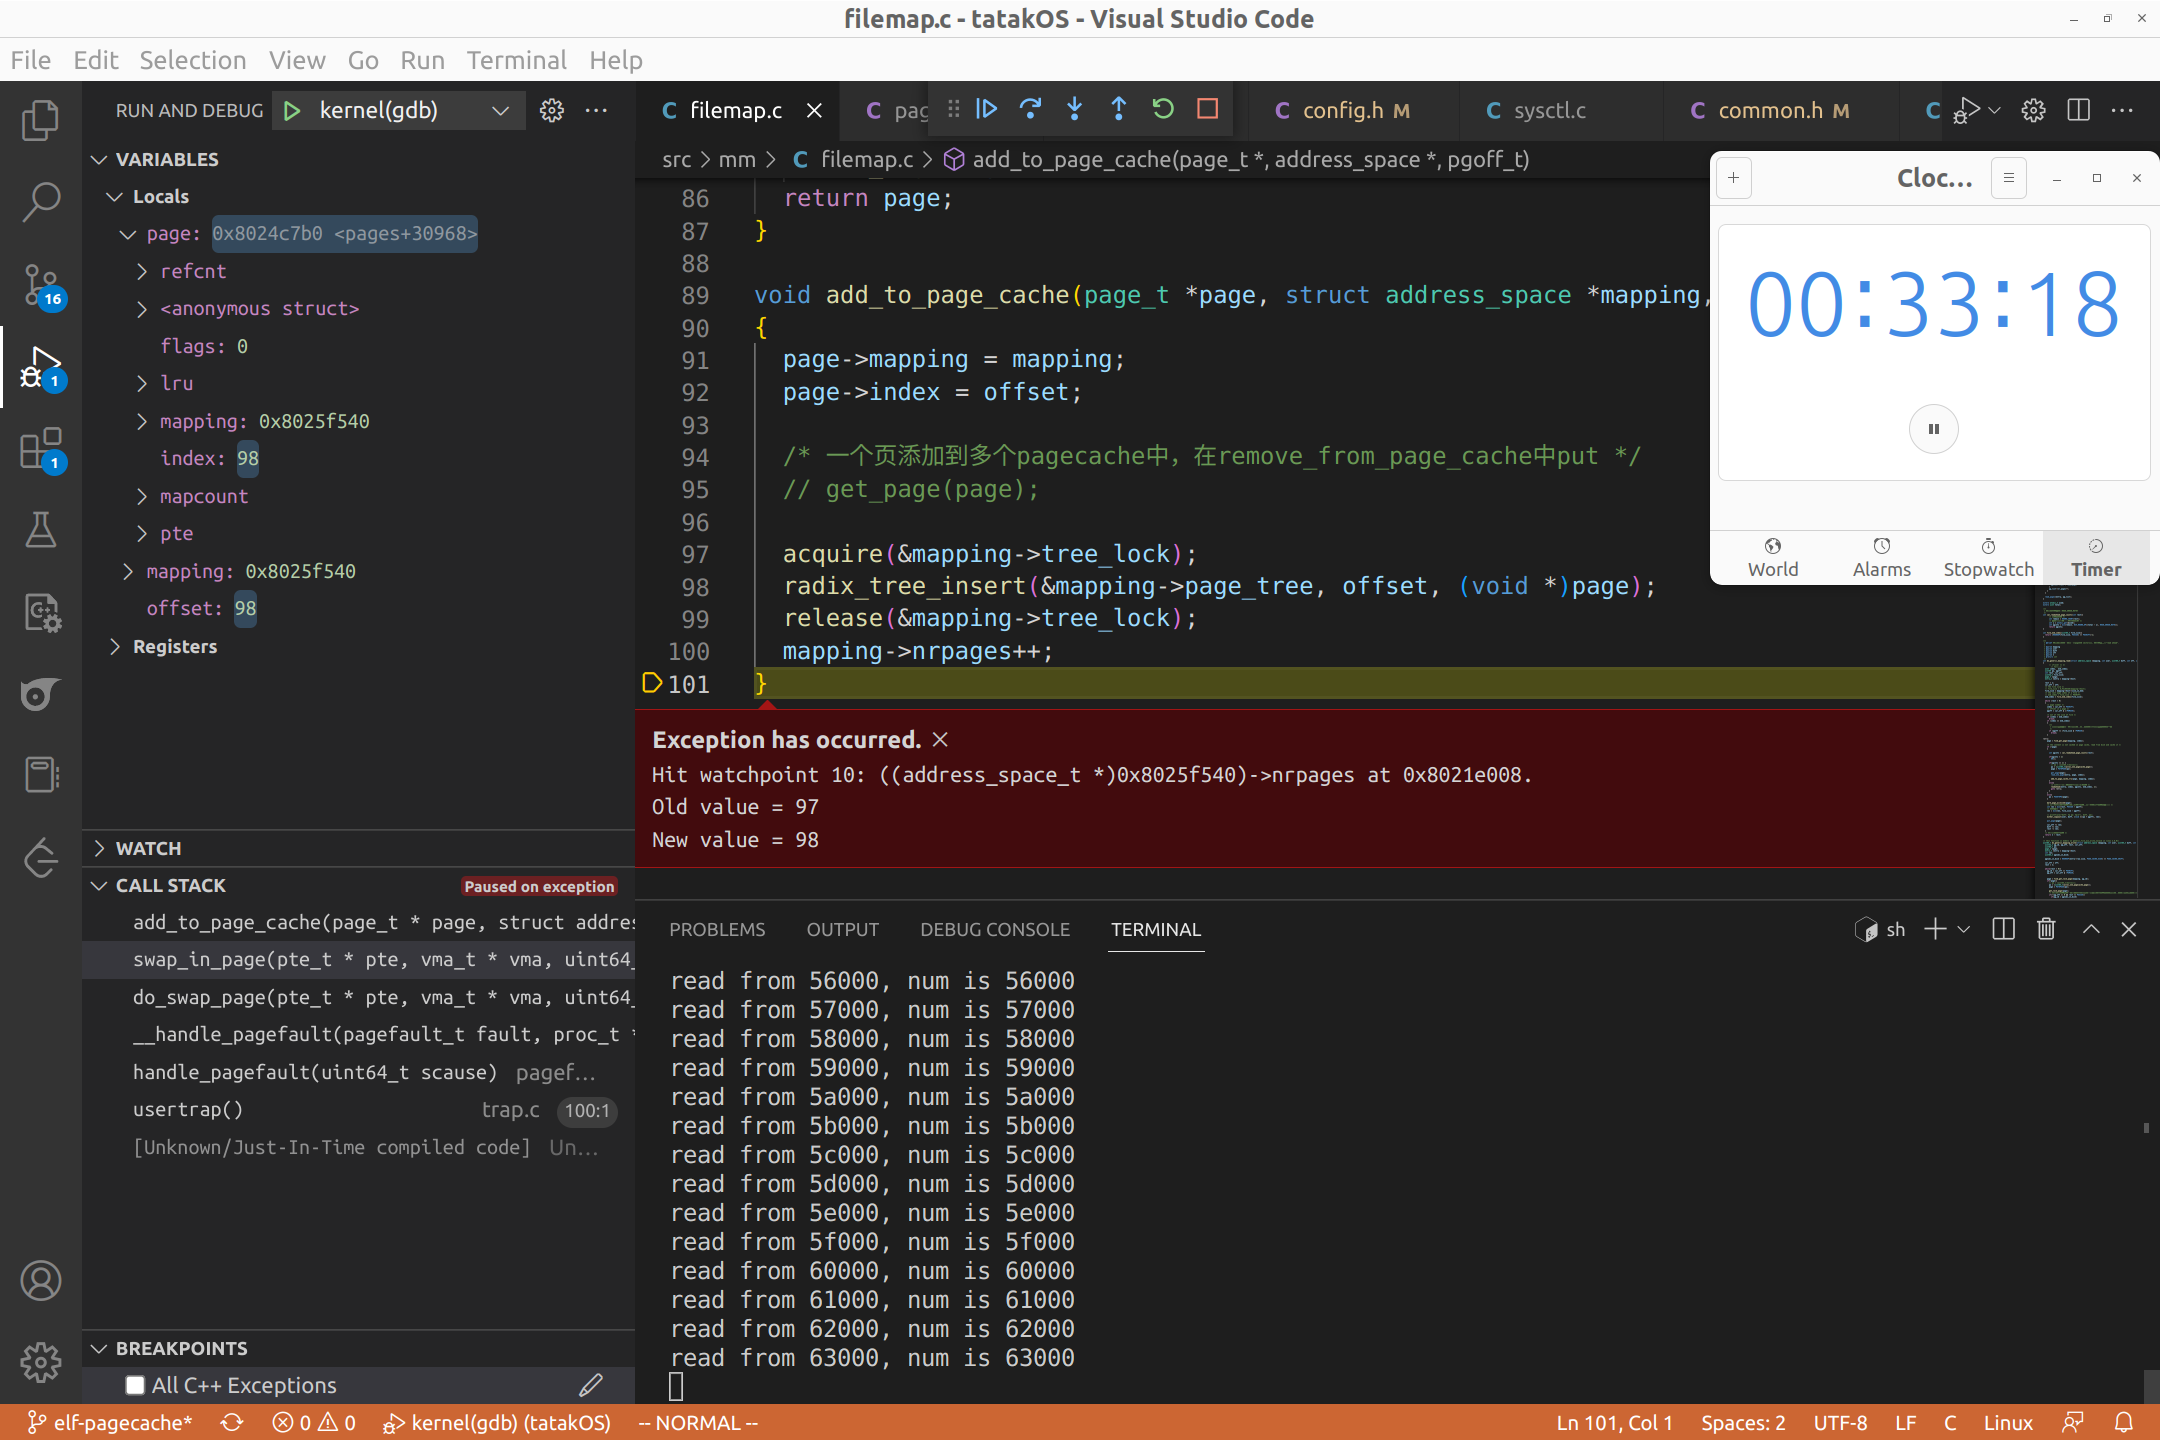 filemap.c - tatakOS - Visual Studio Code
File Edit Selection View Go Run Terminal Help
RUN AND DEBUG kernel(gdb)
filemap.c
config.h M
sysctl.c
common.h M
src > mm > C filemap.c > add_to_page_cache(page_t *, address_space *, pgoff_t)
VARIABLES
Locals
page: 0x8024c7b0 <pages+30968>
refcnt
<anonymous struct>
flags: 0
lru
mapping: 0x8025f540
index: 98
mapcount
pte
mapping: 0x8025f540
offset: 98
Registers
WATCH
CALL STACK Paused on exception
add_to_page_cache(page_t * page, struct addres
swap_in_page(pte_t * pte, vma_t * vma, uint64_
do_swap_page(pte_t * pte, vma_t * vma, uint64_
__handle_pagefault(pagefault_t fault, proc_t *
handle_pagefault(uint64_t scause) pagef…
usertrap() trap.c 100:1
[Unknown/Just-In-Time compiled code] Un…
BREAKPOINTS
All C++ Exceptions
86 return page;
87 }
88
89 void add_to_page_cache(page_t *page, struct address_space *mapping,
90 {
91 page->mapping = mapping;
92 page->index = offset;
93
94 /* 一个页添加到多个pagecache中，在remove_from_page_cache中put */
95 // get_page(page);
96
97 acquire(&mapping->tree_lock);
98 radix_tree_insert(&mapping->page_tree, offset, (void *)page);
99 release(&mapping->tree_lock);
100 mapping->nrpages++;
101 }
Exception has occurred.
Hit watchpoint 10: ((address_space_t *)0x8025f540)->nrpages at 0x8021e008.
Old value = 97
New value = 98
Cloc…
00:33:18
World Alarms Stopwatch Timer
PROBLEMS OUTPUT DEBUG CONSOLE TERMINAL
sh
read from 56000, num is 56000
read from 57000, num is 57000
read from 58000, num is 58000
read from 59000, num is 59000
read from 5a000, num is 5a000
read from 5b000, num is 5b000
read from 5c000, num is 5c000
read from 5d000, num is 5d000
read from 5e000, num is 5e000
read from 5f000, num is 5f000
read from 60000, num is 60000
read from 61000, num is 61000
read from 62000, num is 62000
read from 63000, num is 63000
16
1
1
elf-pagecache* 0 0 kernel(gdb) (tatakOS) -- NORMAL -- Ln 101, Col 1 Spaces: 2 UTF-8 LF C Linux